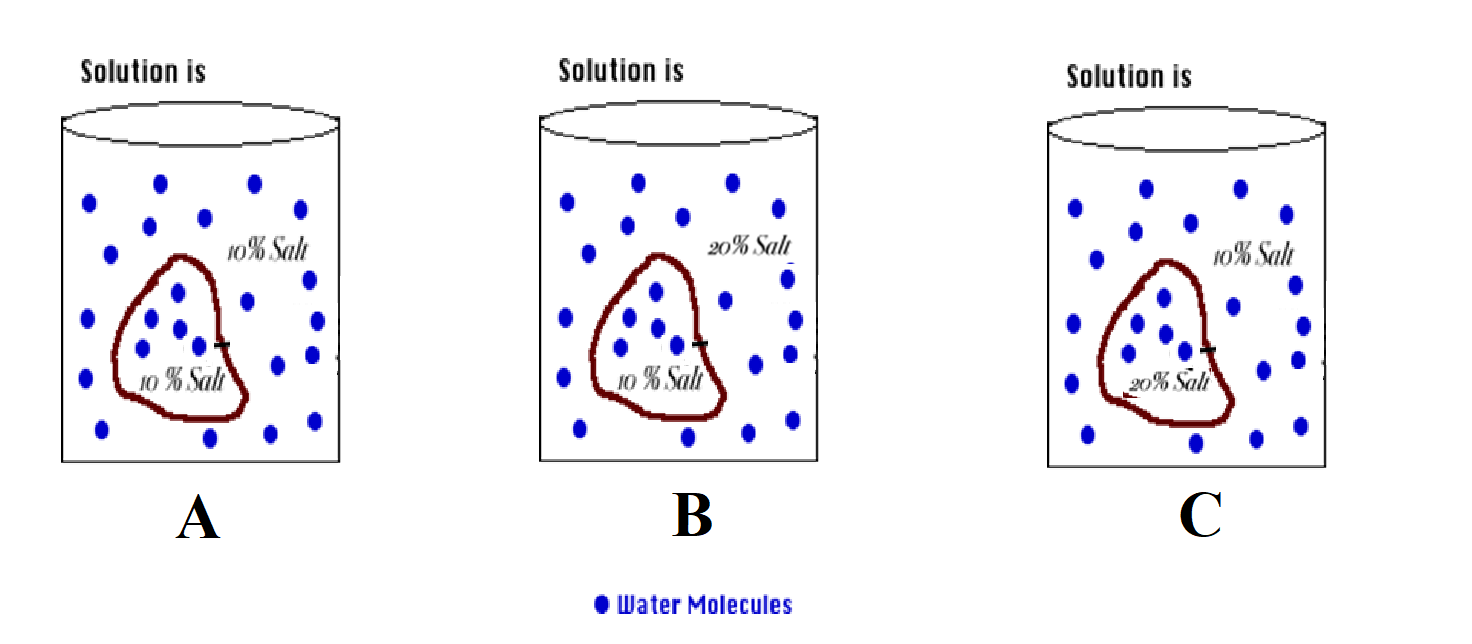 Solution is
10% Salt
10 % Salt
A
Solution is
20% Salt
10 % Salt
B
Solution is
10% Salt
20% Salt
C
Water Molecules